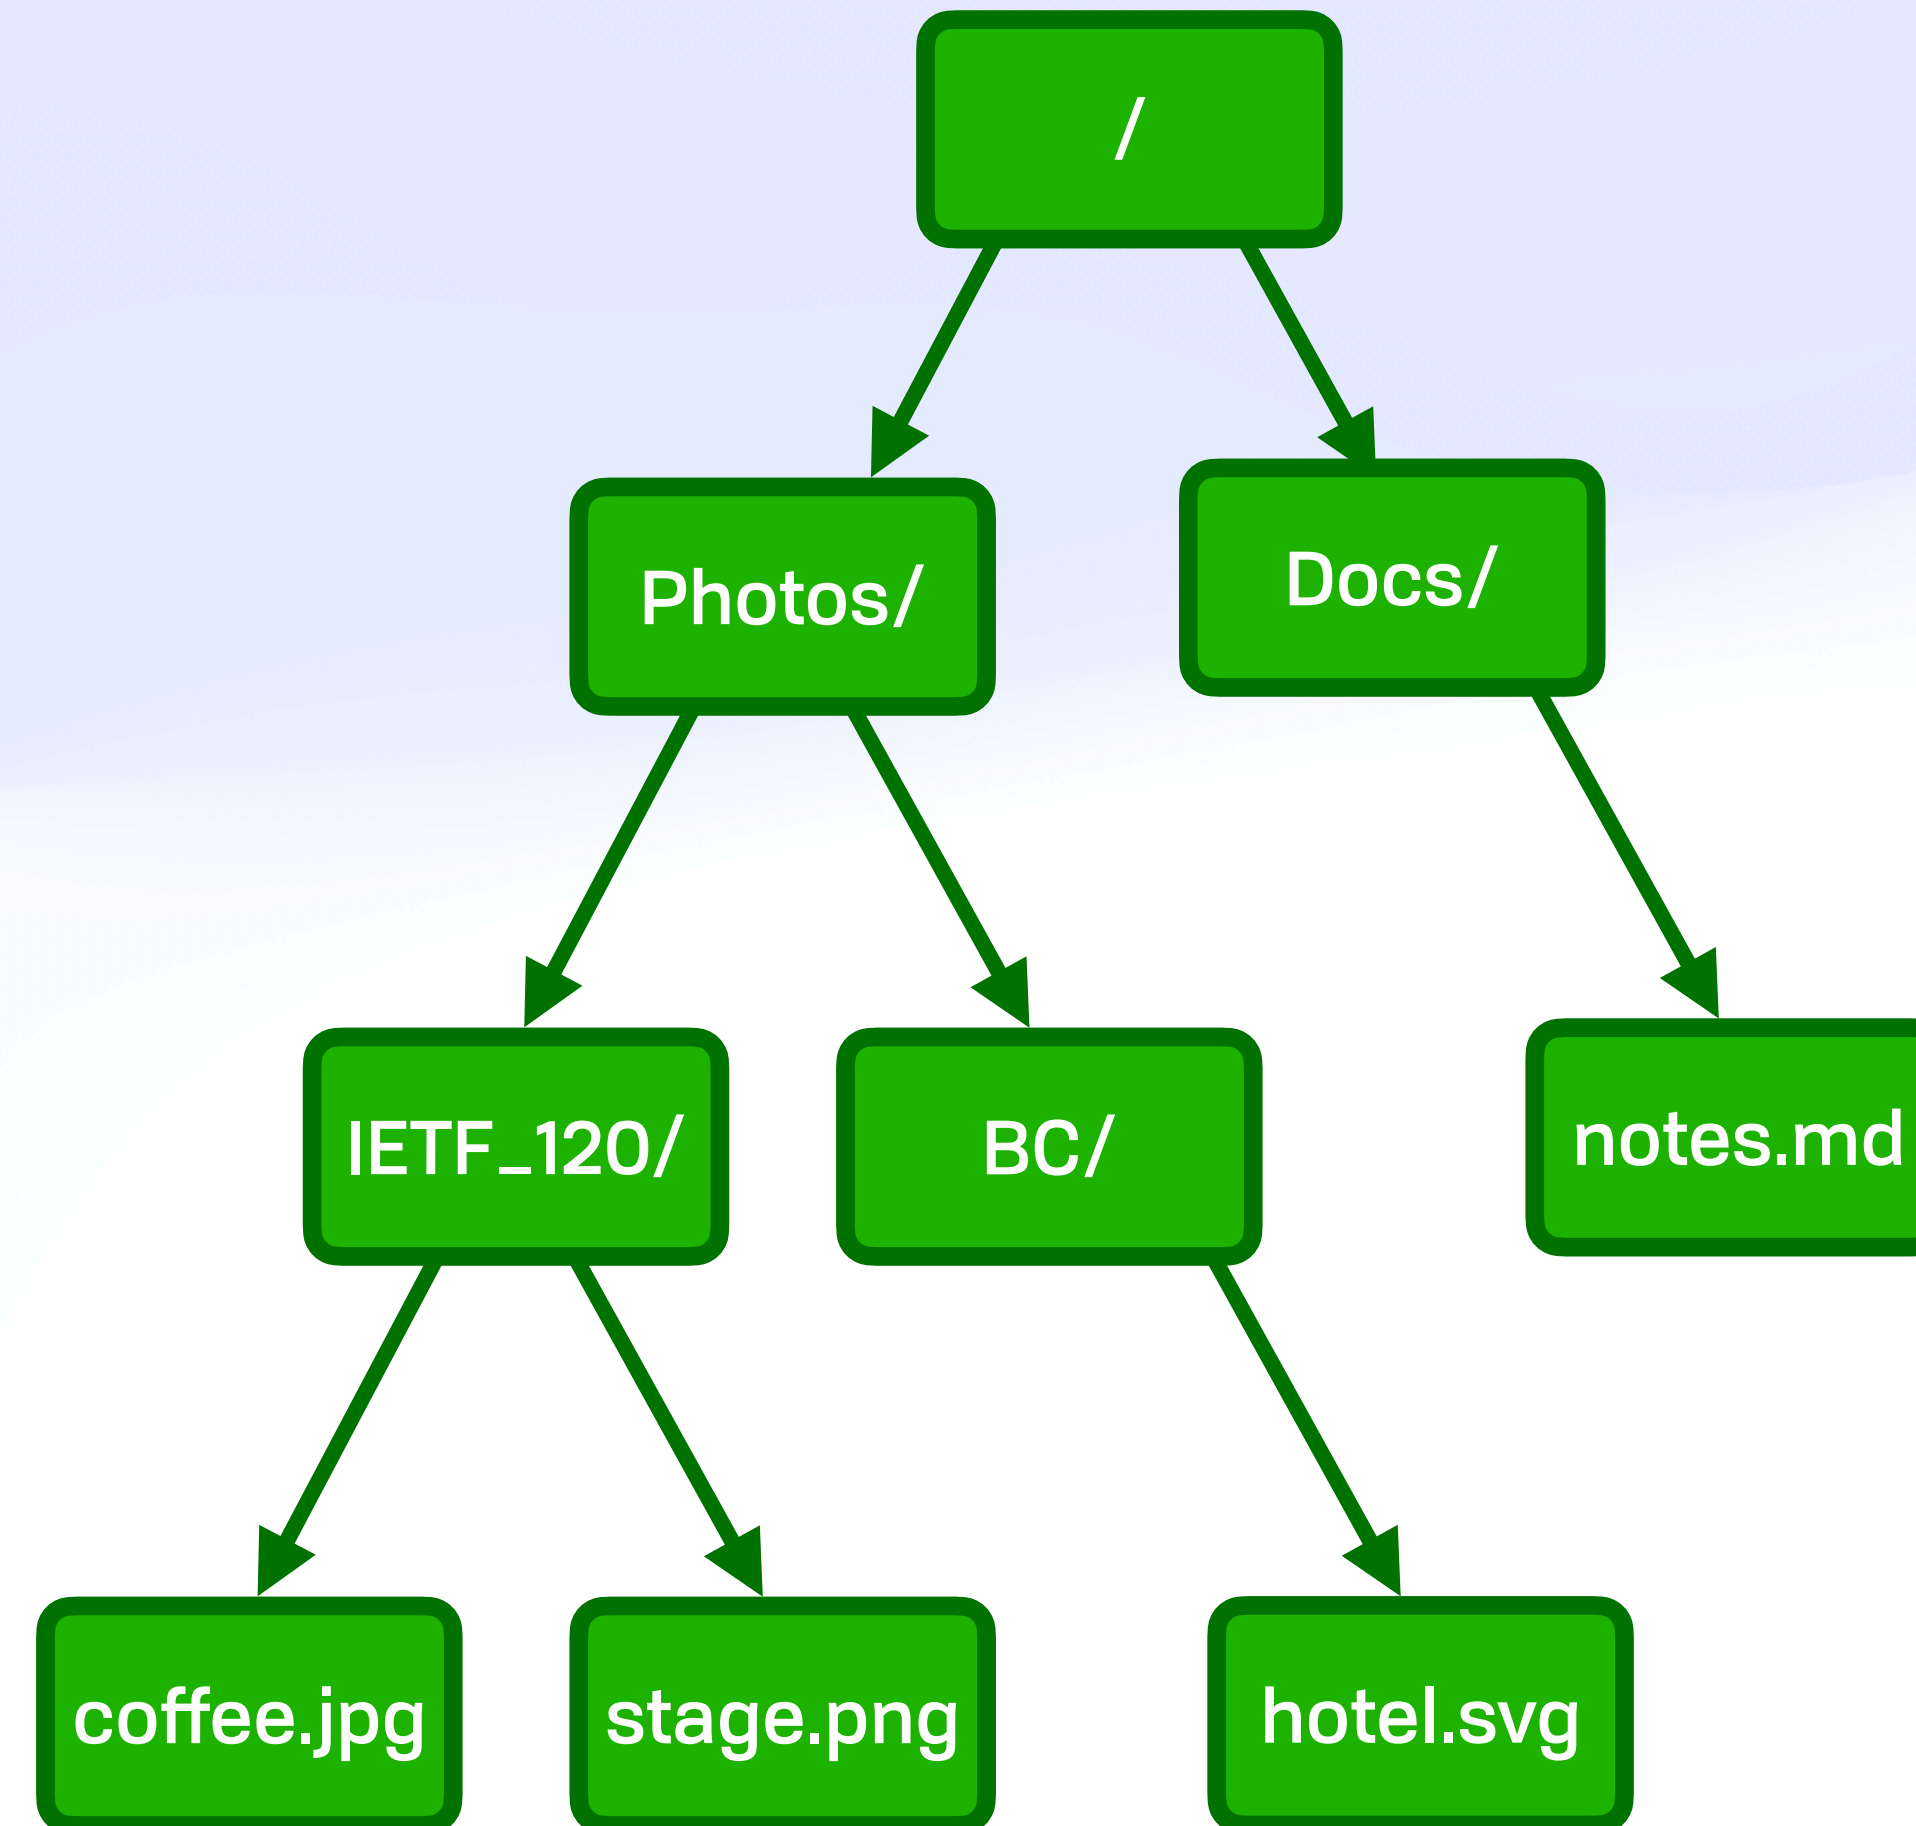 /
Photos/
Docs/
IETF_120/
BC/
notes.md
coffee.jpg
stage.png
hotel.svg